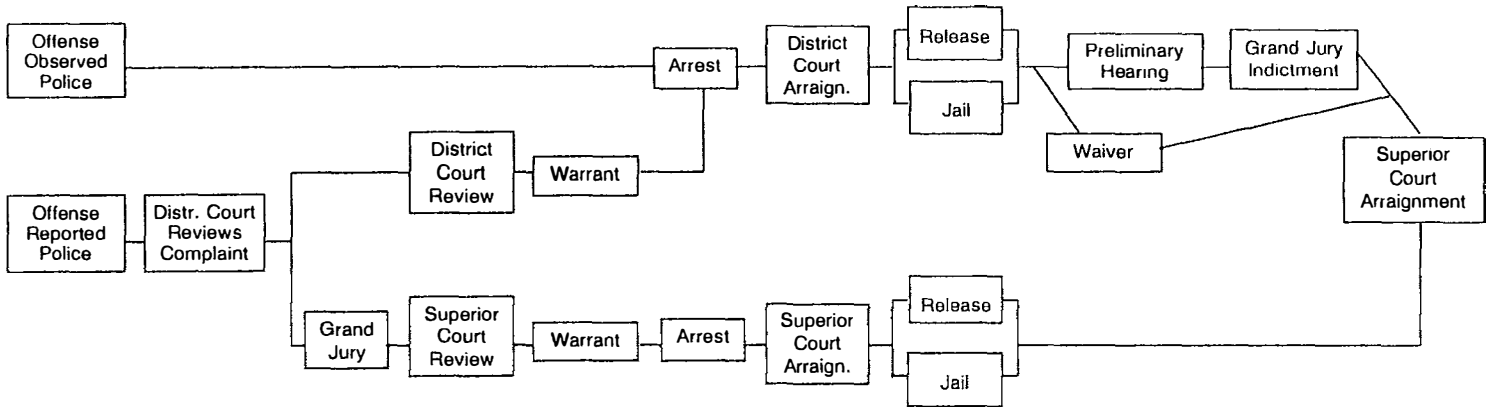 Offense
Observed
Police
Arrest
District
Court
Arraign.
Release
Jail
Preliminary
Hearing
Grand Jury
Indictment
Waiver
Superior
Court
Arraignment
District
Court
Review
Warrant
Offense
Reported
Police
Distr. Court
Reviews
Complaint
Grand
Jury
Superior
Court
Review
Warrant
Arrest
Superior
Court
Arraign.
Release
Jail